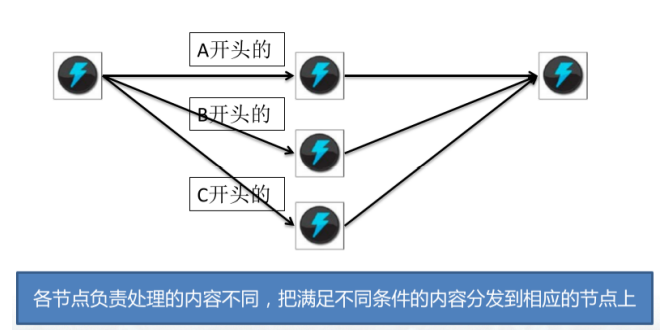 A开头的
B开头的
C开头的
各节点负责处理的内容不同，把满足不同条件的内容分发到相应的节点上